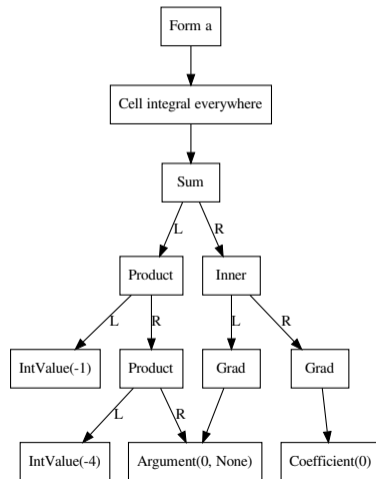 Form a
Cell integral everywhere
Sum
L R
Product Inner
L R L R
IntValue(-1) Product Grad Grad
L R
IntValue(-4) Argument(0, None) Coefficient(0)